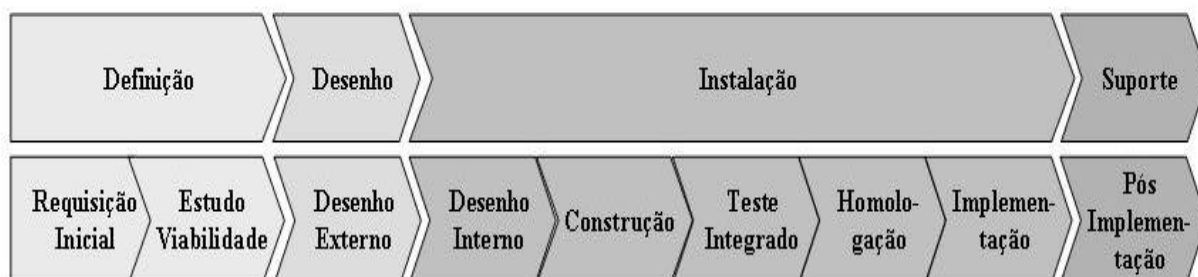 Definição
Desenho
Instalação
Suporte
Requisição
Inicial
Estudo
Viabilidade
Desenho
Externo
Desenho
Interno
Construção
Teste
Integrado
Homolo-
gação
Implemen-
tação
Pós
Implemen-
tação